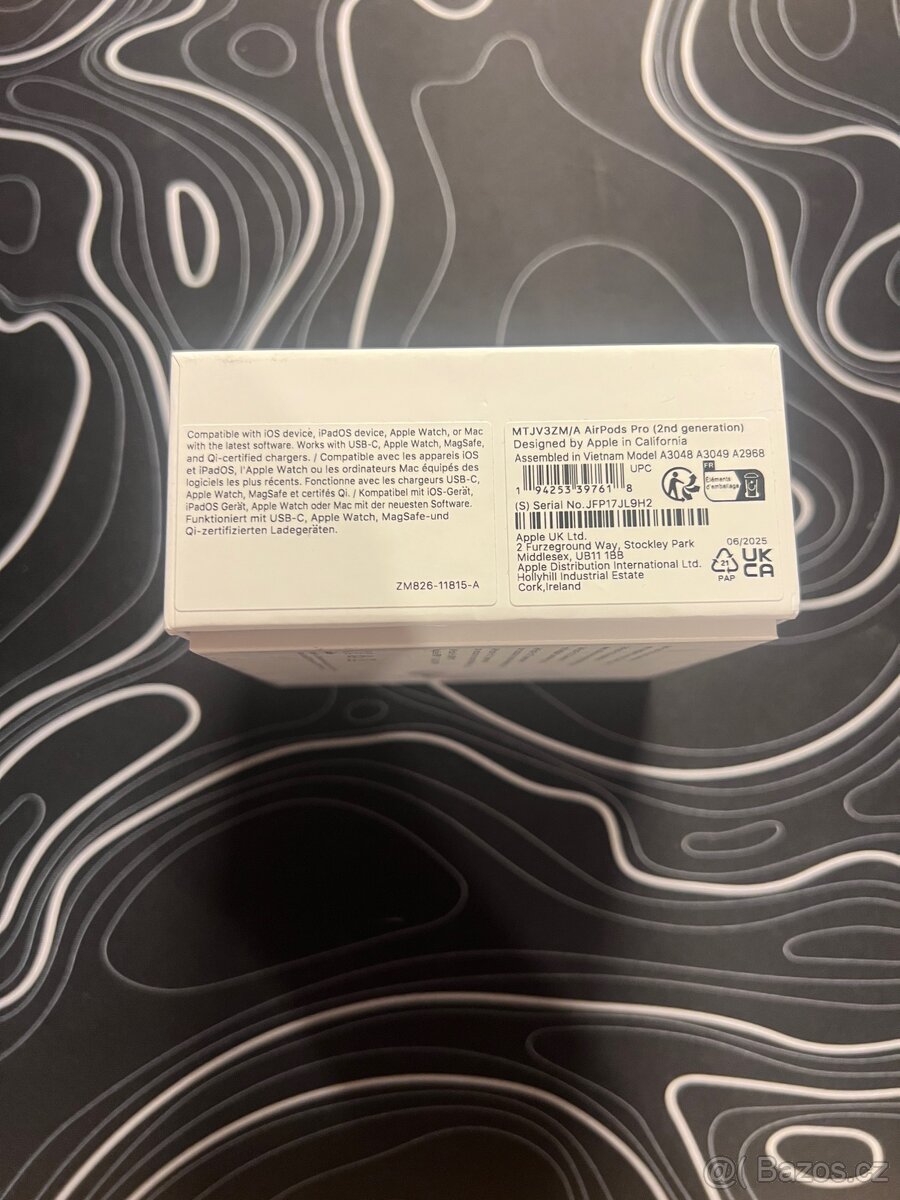 Compatible with iOS device, iPadOS device, Apple Watch, or Mac
with the latest software. Works with USB-C, Apple Watch, MagSafe,
and Qi-certified chargers. / Compatible avec les appareils iOS
et iPadOS, l'Apple Watch ou les ordinateurs Mac équipés des
logiciels les plus récents. Fonctionne avec les chargeurs USB-C,
Apple Watch, MagSafe et certifés Qi. / Kompatibel mit iOS-Gerät,
iPadOS Gerät, Apple Watch oder Mac mit der neuesten Software.
Funktioniert mit USB-C, Apple Watch, MagSafe-und
Qi-zertifizierten Ladegeräten.
ZM826-11815-A
MTJV3ZM/A AirPods Pro (2nd generation)
Designed by Apple in California
Assembled in Vietnam Model A3048 A3049 A2968
UPC
1 94253 39761 8
FR
Éléments
d'emballage
(S) Serial No.JFP17JL9H2
Apple UK Ltd.
2 Furzeground Way, Stockley Park
Middlesex, UB11 1BB
Apple Distribution International Ltd.
Hollyhill Industrial Estate
Cork,Ireland
06/2025
21
PAP
UK
CA
@( Bazos.cz